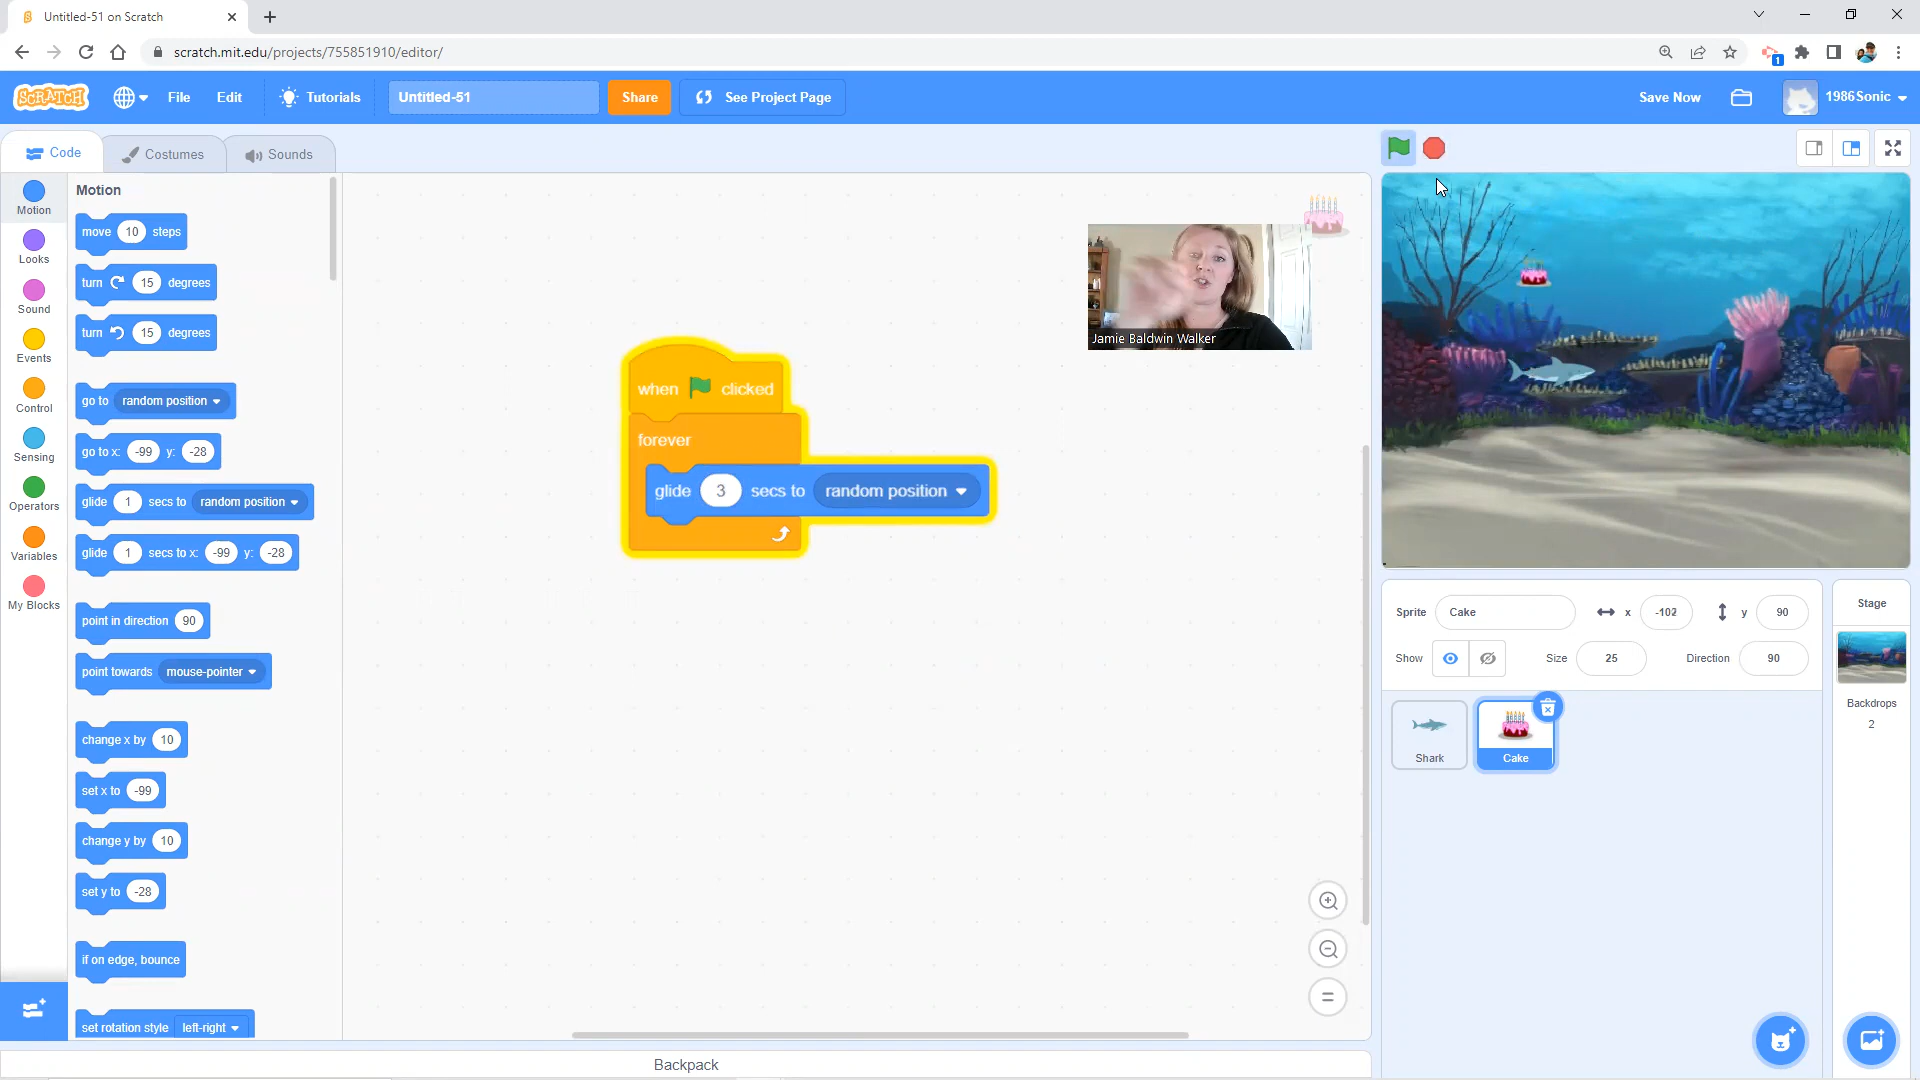 Untitled-51 on Scratch
scratch.mit.edu/projects/755851910/editor/
1
SCRATCH
File
Edit
Tutorials
Untitled-51
Share
See Project Page
Save Now
1986Sonic
Code
Costumes
Sounds
Motion
Looks
Sound
Events
Control
Sensing
Operators
Variables
My Blocks
Motion
move 10 steps
turn 15 degrees
turn 15 degrees
go to random position
go to x: -99 y: -28
glide 1 secs to random position
glide 1 secs to x: -99 y: -28
point in direction 90
point towards mouse-pointer
change x by 10
set x to -99
change y by 10
set y to -28
if on edge, bounce
set rotation style left-right
when clicked
forever
glide 3 secs to random position
Jamie Baldwin Walker
Sprite Cake x -102 y 90
Show Size 25 Direction 90
Shark
Cake
Stage
Backdrops
2
Backpack